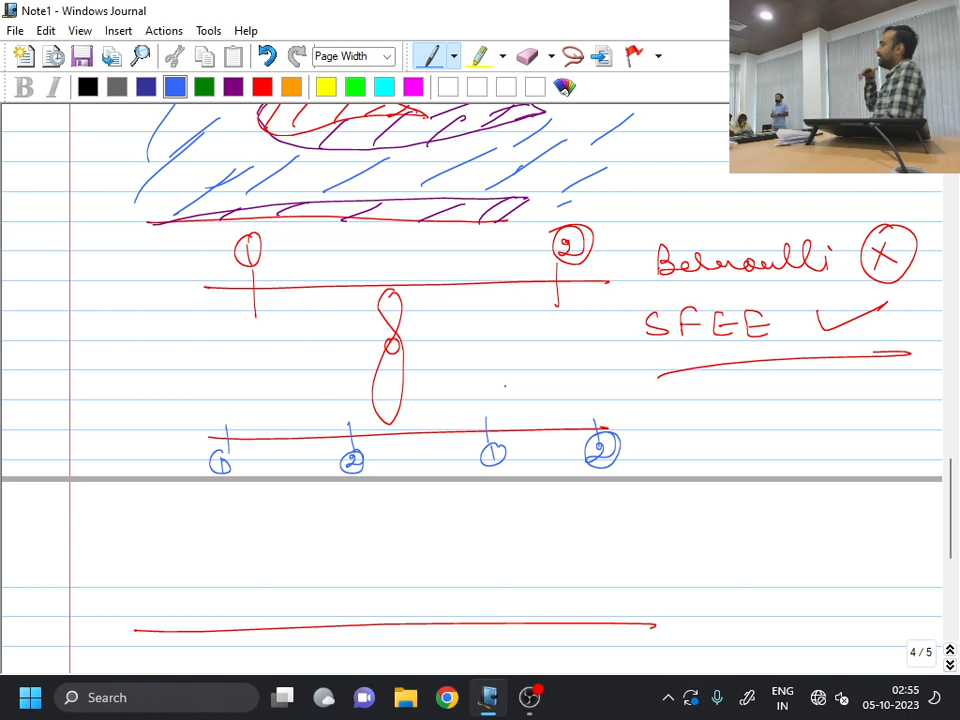 Note1 - Windows Journal
File Edit View Insert Actions Tools Help
Page Width
B I
① ②
Bernoulli X
SFEE ✓
① ② ① ②
4 / 5
Search
ENG
IN
02:55
05-10-2023